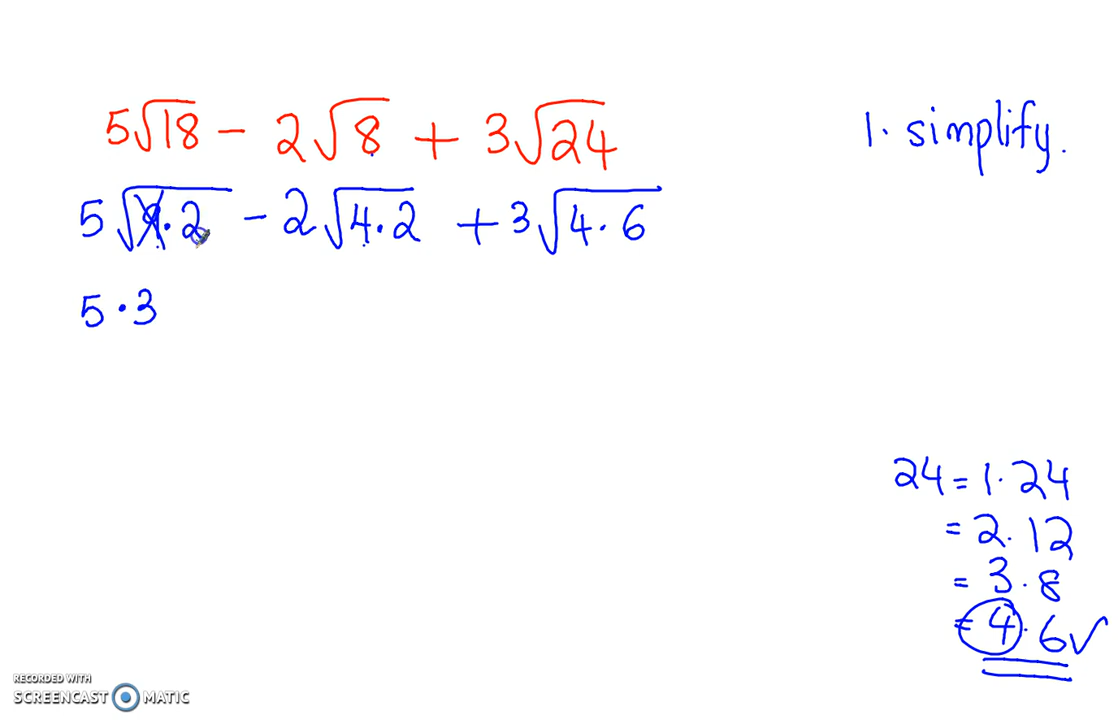 5√18 - 2√8 + 3√24
1. simplify.
5√9·2 - 2√4·2 + 3√4·6
5·3
24 = 1·24
= 2·12
= 3·8
= 4·6✓
RECORDED WITH
SCREENCAST MATIC